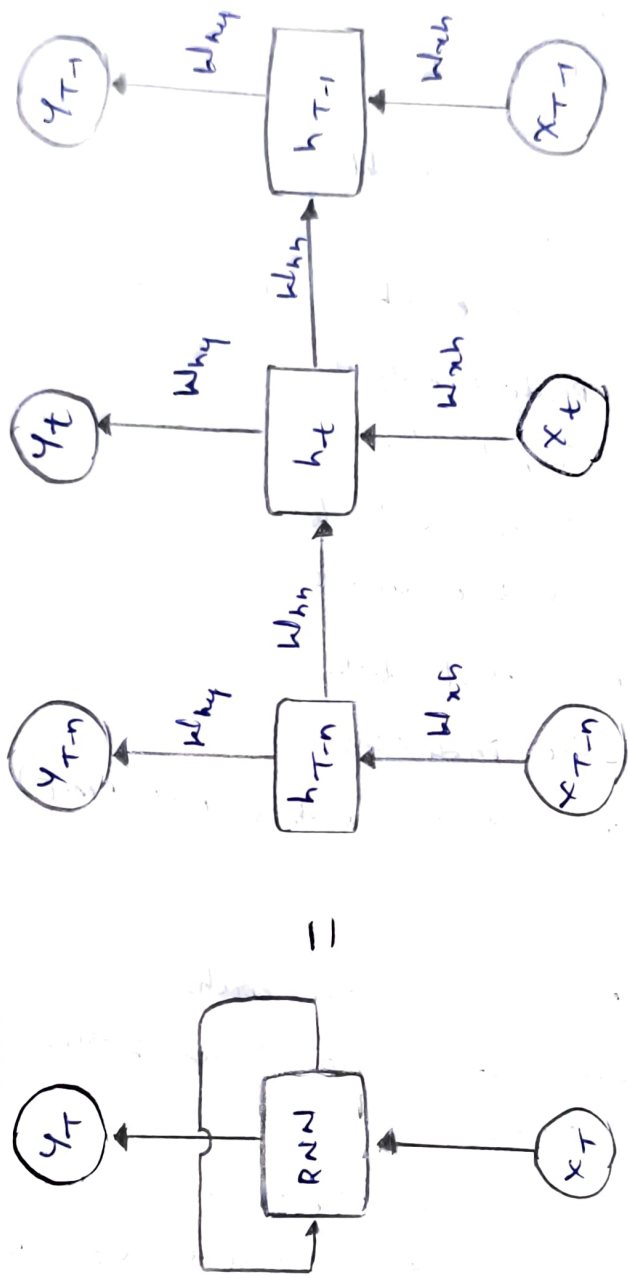 y_T y_T-n y_t y_T-1
W_hy W_hy W_hy
W_hh W_hh
RNN = h_T-n h_t h_T-1
W_xh W_xh W_xh
x_T x_T-n x_t x_T-1